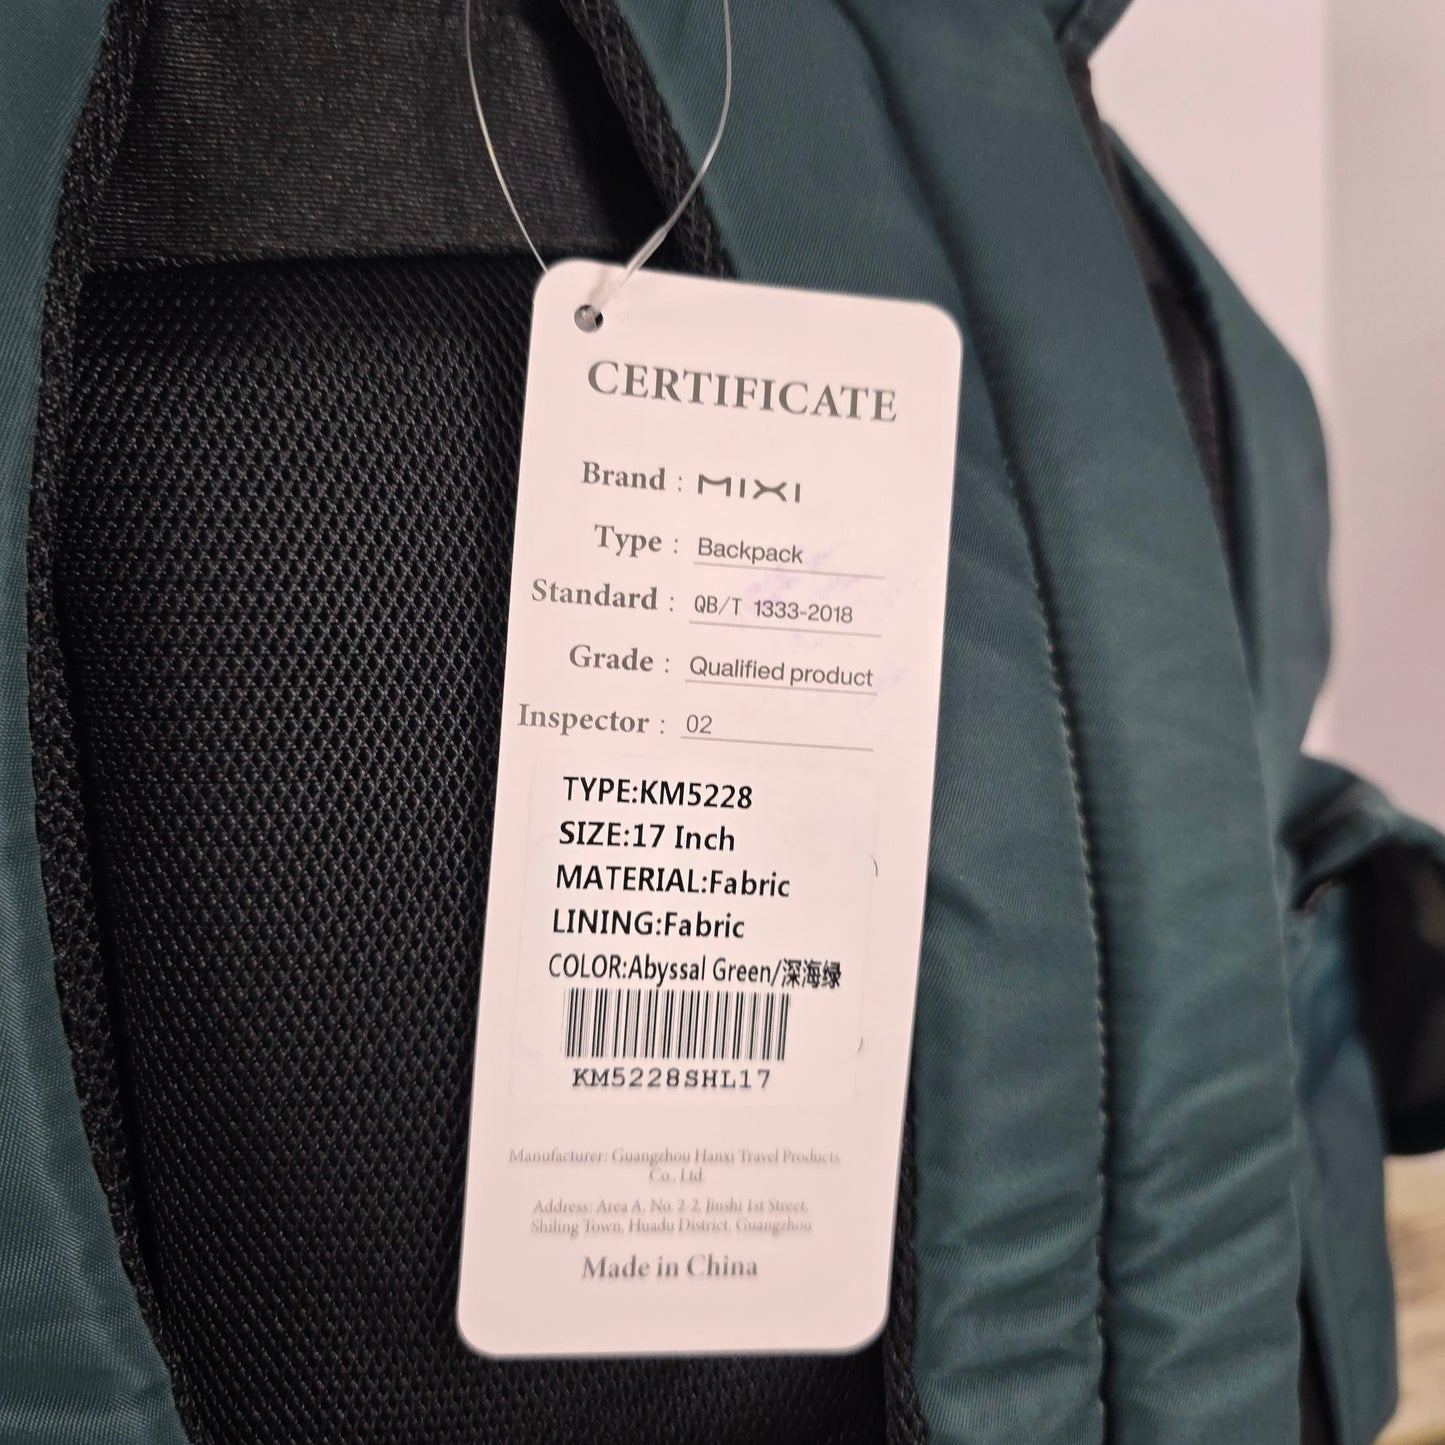 CERTIFICATE
Brand : MIXI
Type : Backpack
Standard : QB/T 1333-2018
Grade : Qualified product
Inspector : 02
TYPE:KM5228
SIZE:17 Inch
MATERIAL:Fabric
LINING:Fabric
COLOR:Abyssal Green/深海绿
KM5228SHL17
Manufacturer: Guangzhou Hanxi Travel Products
Co., Ltd.
Address: Area A, No. 2-2, Jinshi 1st Street,
Shiling Town, Huadu District, Guangzhou
Made in China